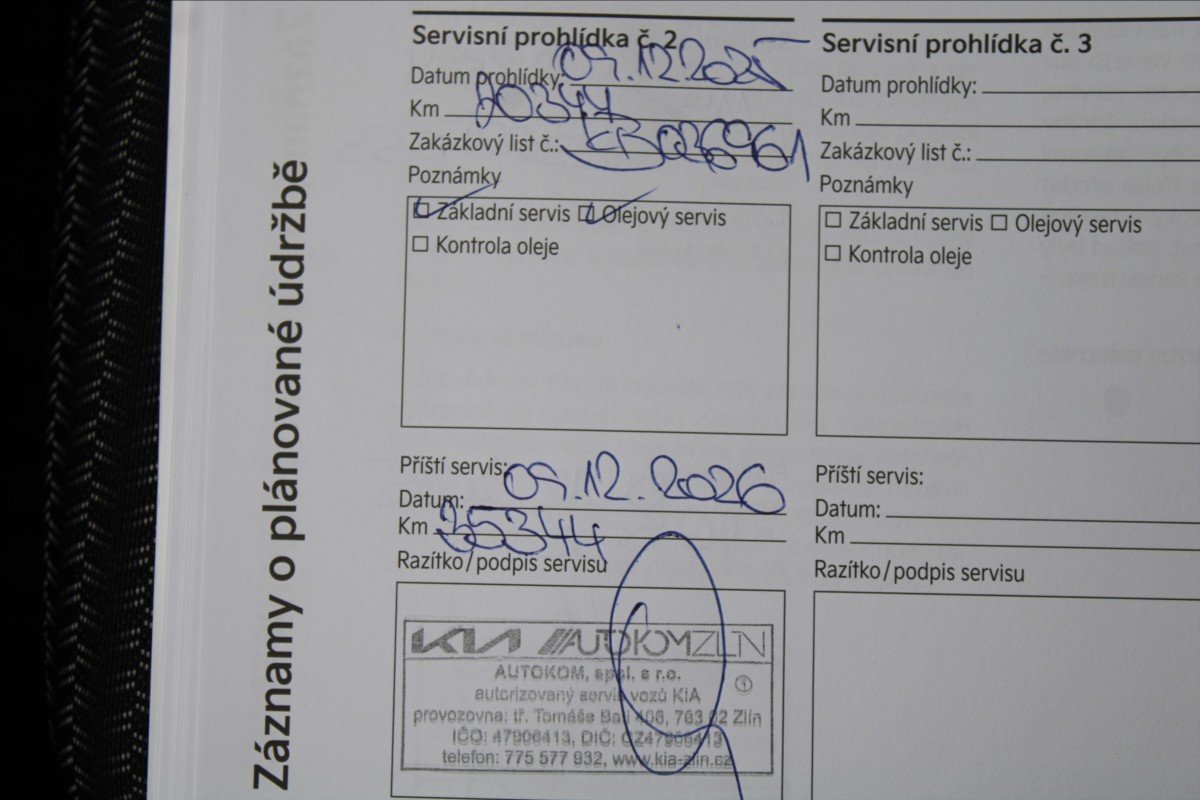 Záznamy o plánované údržbě
Servisní prohlídka č. 2
Datum prohlídky: 09.12.2025
Km 20347
Zakázkový list č.:
Poznámky
Základní servis Olejový servis
Kontrola oleje
Příští servis:
Datum: 09.12.2026
Km 35344
Razítko/podpis servisu
KIA AUTOKOMZLÍN
AUTOKOM, spol. s r.o.
autorizovaný servis vozů KIA
provozovna: tř. Tomáše Bati 406, 763 02 Zlín
IČO: 47906413, DIČ: CZ47906413
telefon: 775 577 932, www.kia-zlin.cz
Servisní prohlídka č. 3
Datum prohlídky:
Km
Zakázkový list č.:
Poznámky
Základní servis Olejový servis
Kontrola oleje
Příští servis:
Datum:
Km
Razítko/podpis servisu